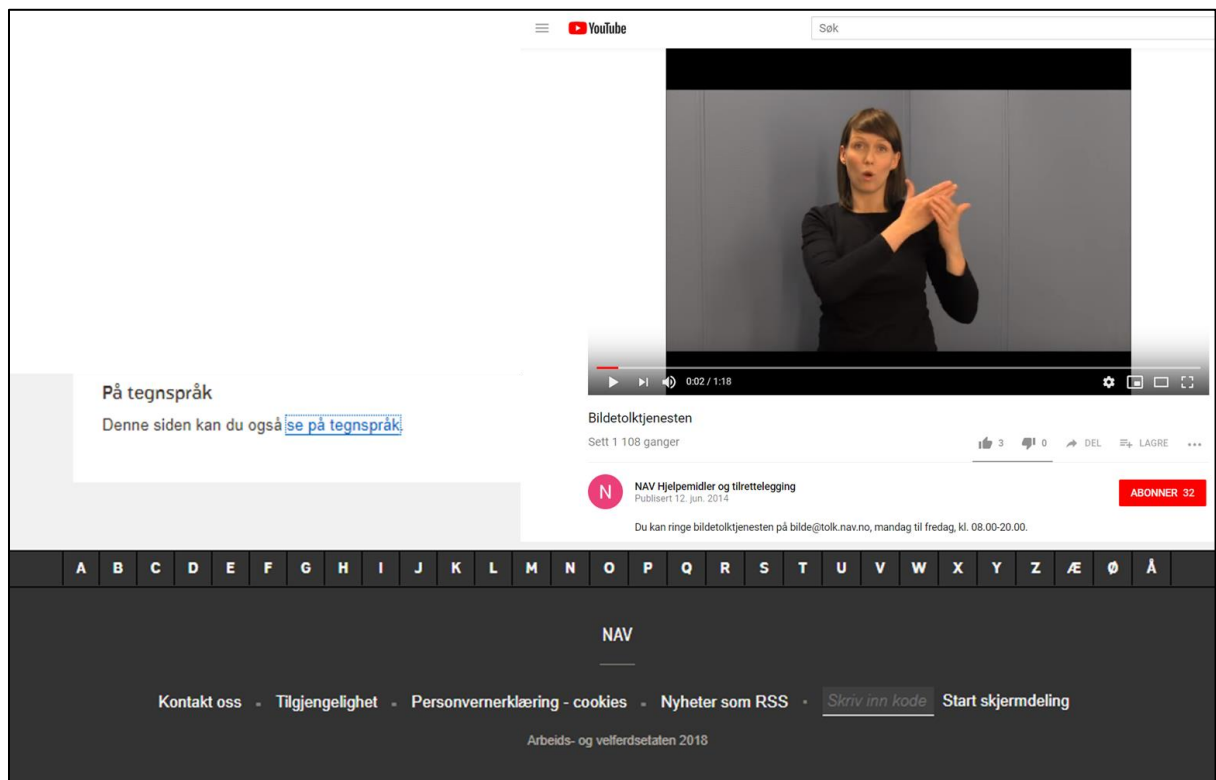 YouTube
Søk
0:02 / 1:18
På tegnspråk
Denne siden kan du også se på tegnspråk.
Bildetolktjenesten
Sett 1 108 ganger
3 0 DEL LAGRE
N
NAV Hjelpemidler og tilrettelegging
Publisert 12. jun. 2014
ABONNER 32
Du kan ringe bildetolktjenesten på bilde@tolk.nav.no, mandag til fredag, kl. 08.00-20.00.
A B C D E F G H I J K L M N O P Q R S T U V W X Y Z Æ Ø Å
NAV
Kontakt oss Tilgjengelighet Personvernerklæring - cookies Nyheter som RSS Skriv inn kode Start skjermdeling
Arbeids- og velferdsetaten 2018